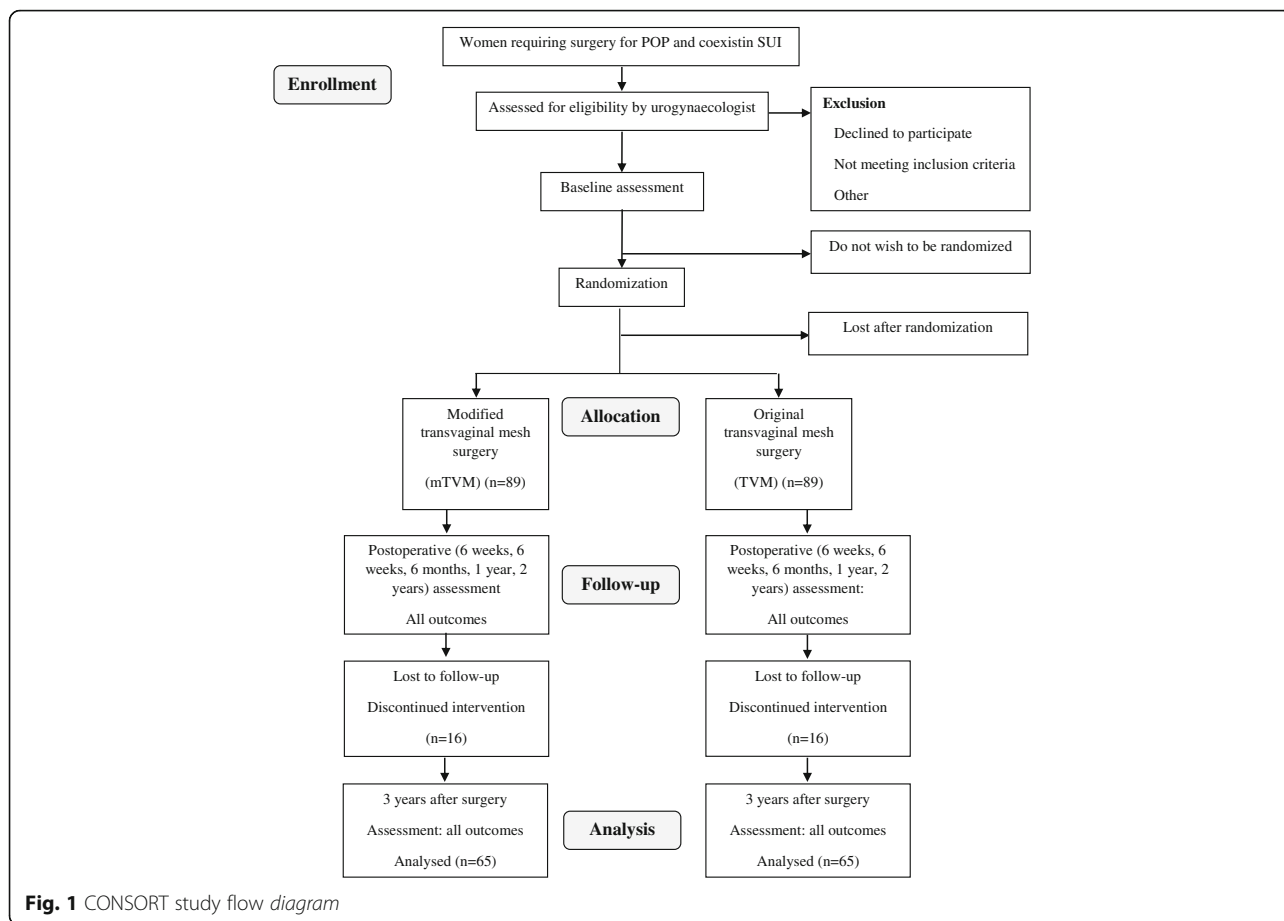 Women requiring surgery for POP and coexistin SUI
Enrollment
Assessed for eligibility by urogynaecologist
Exclusion
Declined to participate
Not meeting inclusion criteria
Other
Baseline assessment
Do not wish to be randomized
Randomization
Lost after randomization
Modified
transvaginal mesh
surgery
(mTVM) (n=89)
Allocation
Original
transvaginal mesh
surgery
(TVM) (n=89)
Postoperative (6 weeks, 6
weeks, 6 months, 1 year, 2
years) assessment
All outcomes
Follow-up
Postoperative (6 weeks, 6
weeks, 6 months, 1 year, 2
years) assessment:
All outcomes
Lost to follow-up
Discontinued intervention
(n=16)
Lost to follow-up
Discontinued intervention
(n=16)
3 years after surgery
Assessment: all outcomes
Analysed (n=65)
Analysis
3 years after surgery
Assessment: all outcomes
Analysed (n=65)
Fig. 1 CONSORT study flow diagram